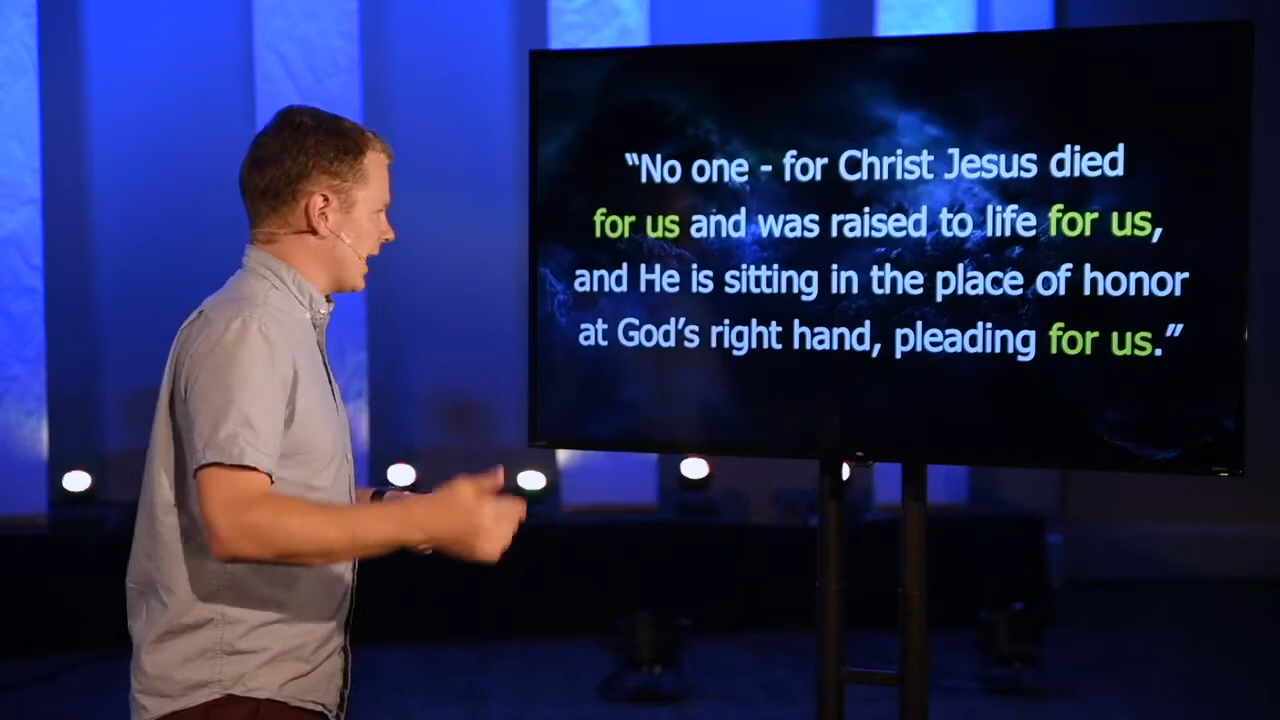 “No one - for Christ Jesus died
for us and was raised to life for us,
and He is sitting in the place of honor
at God’s right hand, pleading for us.”